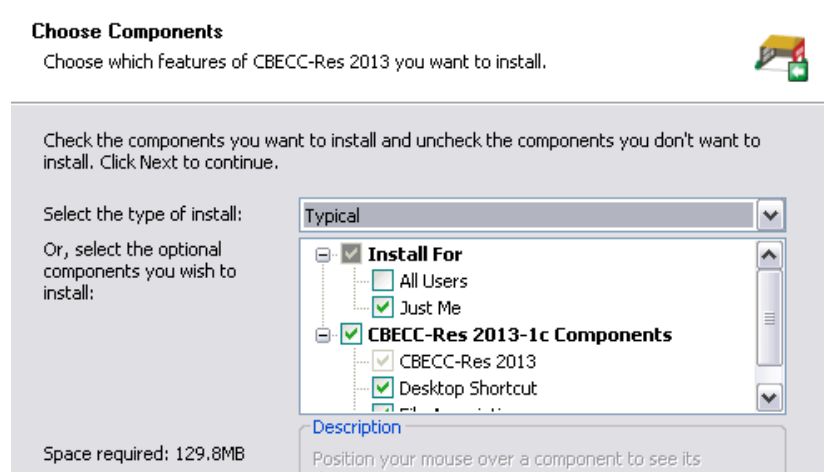 Choose Components
Choose which features of CBECC-Res 2013 you want to install.
Check the components you want to install and uncheck the components you don't want to
install. Click Next to continue.
Select the type of install:
Typical
Or, select the optional
components you wish to
install:
Install For
All Users
Just Me
CBECC-Res 2013-1c Components
CBECC-Res 2013
Desktop Shortcut
Description
Space required: 129.8MB
Position your mouse over a component to see its